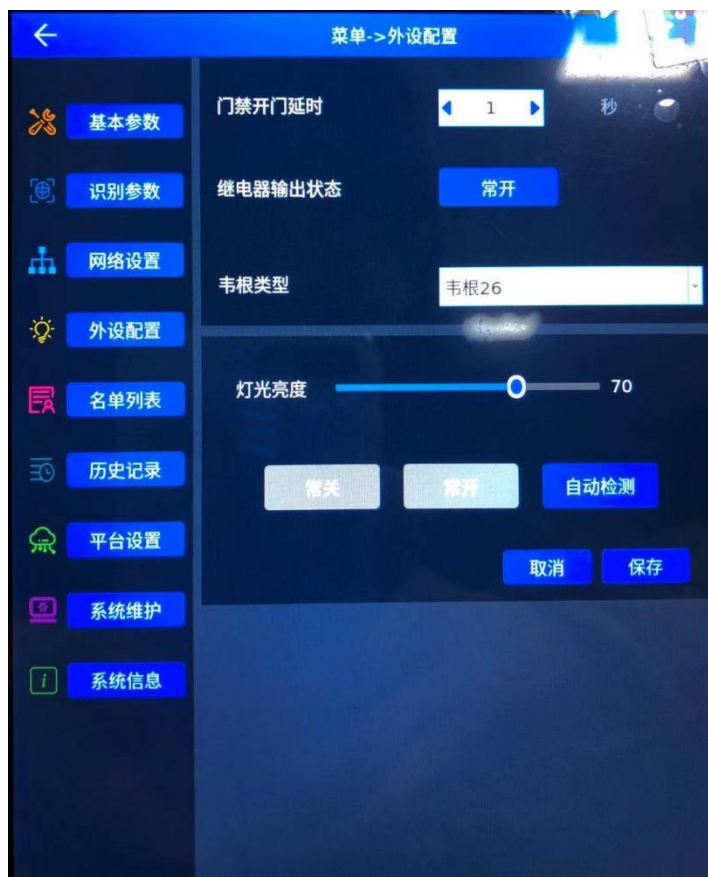 菜单->外设配置
基本参数
识别参数
网络设置
外设配置
名单列表
历史记录
平台设置
系统维护
系统信息
门禁开门延时 1 秒
继电器输出状态 常开
韦根类型 韦根26
灯光亮度 70
常关 常开 自动检测
取消 保存